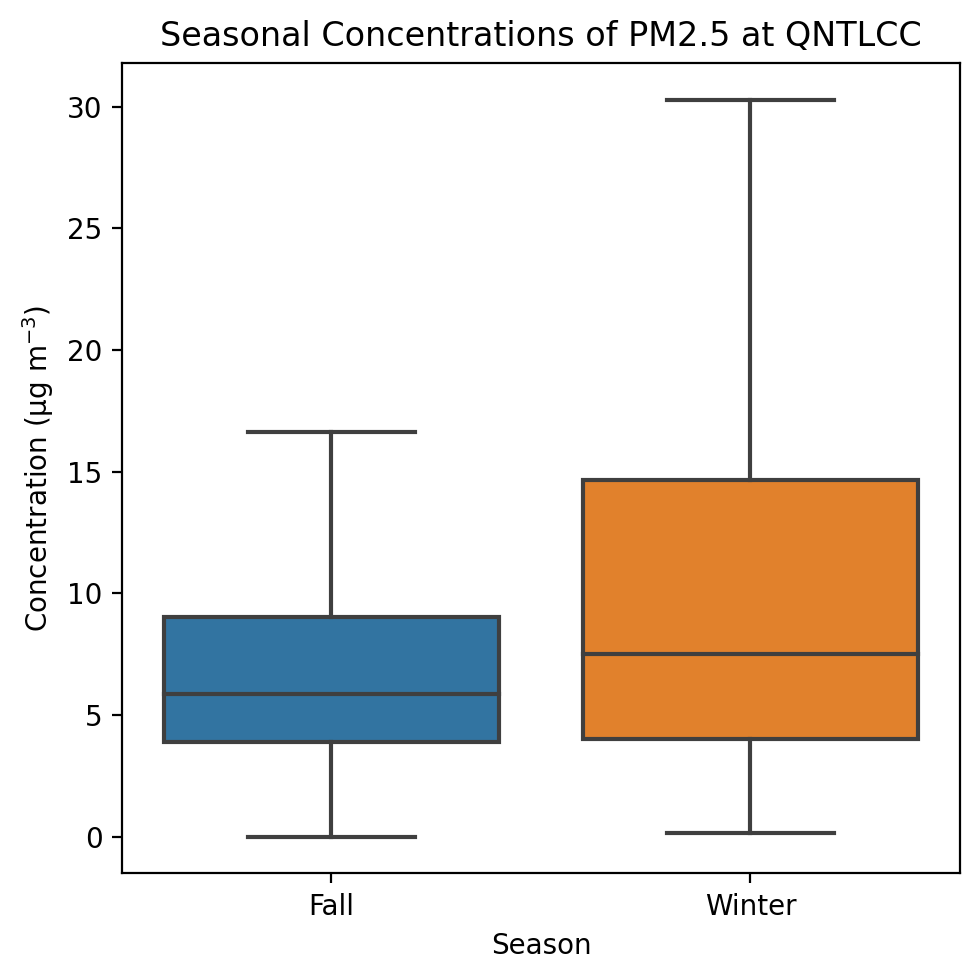 Seasonal Concentrations of PM2.5 at QNTLCC
Concentration (µg m⁻³)
30
25
20
15
10
5
0
Fall
Winter
Season